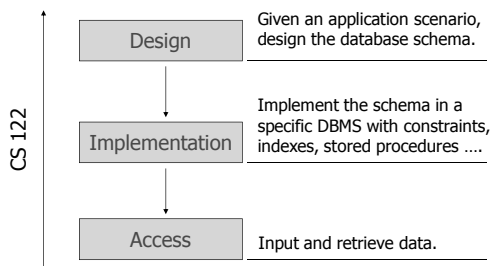 Design
Given an application scenario,
design the database schema.
CS 122
Implementation
Implement the schema in a
specific DBMS with constraints,
indexes, stored procedures ….
Access
Input and retrieve data.